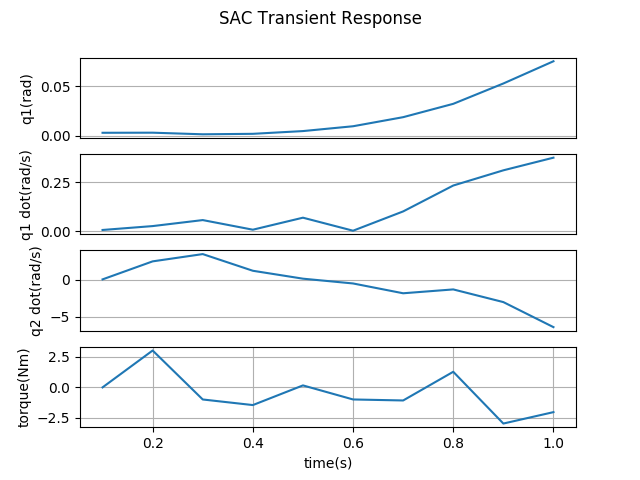 SAC Transient Response
q1(rad)
0.05
0.00
q1 dot(rad/s)
0.25
0.00
q2 dot(rad/s)
0
−5
torque(Nm)
2.5
0.0
−2.5
0.2 0.4 0.6 0.8 1.0
time(s)